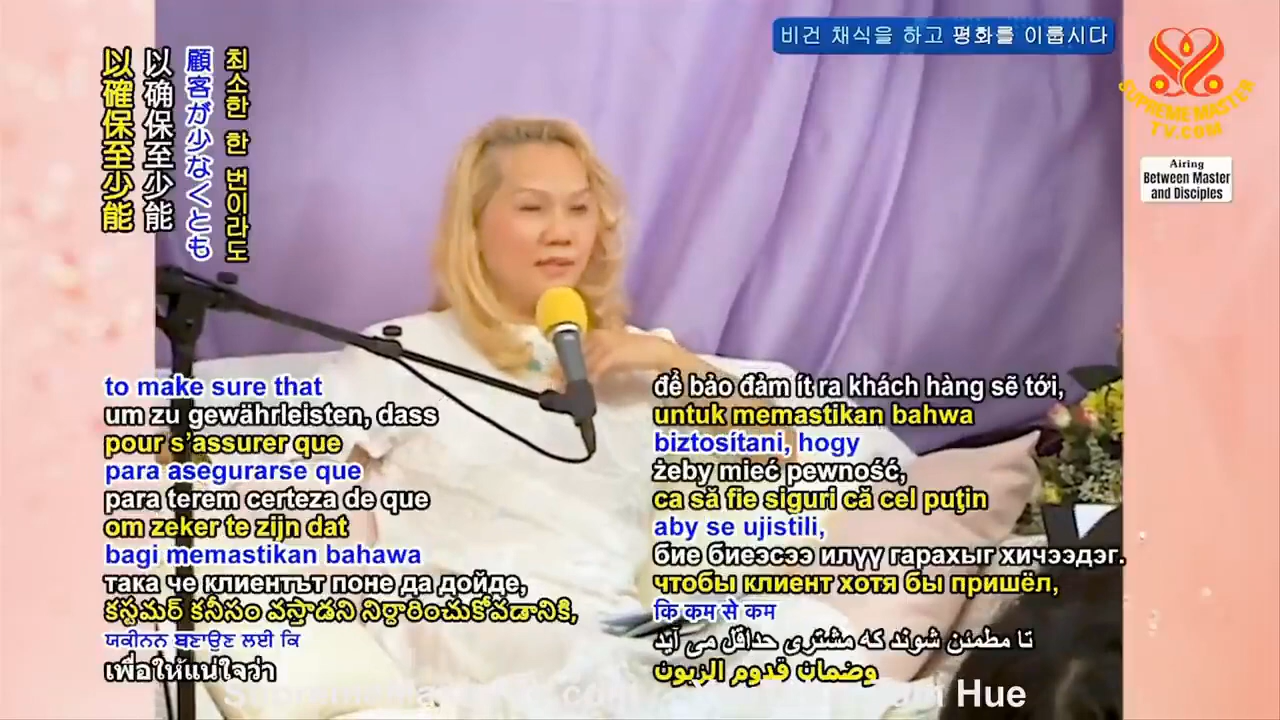 비건 채식을 하고 평화를 이룹시다
SUPREME MASTER
TV.COM
Airing
Between Master
and Disciples
최소한 한 번이라도
顧客が少なくとも
以确保至少能
以確保至少能
to make sure that
um zu gewährleisten, dass
pour s’assurer que
para asegurarse que
para terem certeza de que
om zeker te zijn dat
bagi memastikan bahawa
така че клиентът поне да дойде,
కస్టమర్ కనీసం వస్తాడని నిర్ధారించుకోవడానికి,
ਯਕੀਨਨ ਬਣਾਉਣ ਲਈ ਕਿ
เพื่อให้แน่ใจว่า
để bảo đảm ít ra khách hàng sẽ tới,
untuk memastikan bahwa
biztosítani, hogy
żeby mieć pewność,
ca să fie siguri că cel puţin
aby se ujistili,
бие биеэсээ илүү гарахыг хичээдэг.
чтобы клиент хотя бы пришёл,
कि कम से कम
تا مطمئن شوند که مشتری حداقل می آید
وضمان قدوم الزبون
Hue